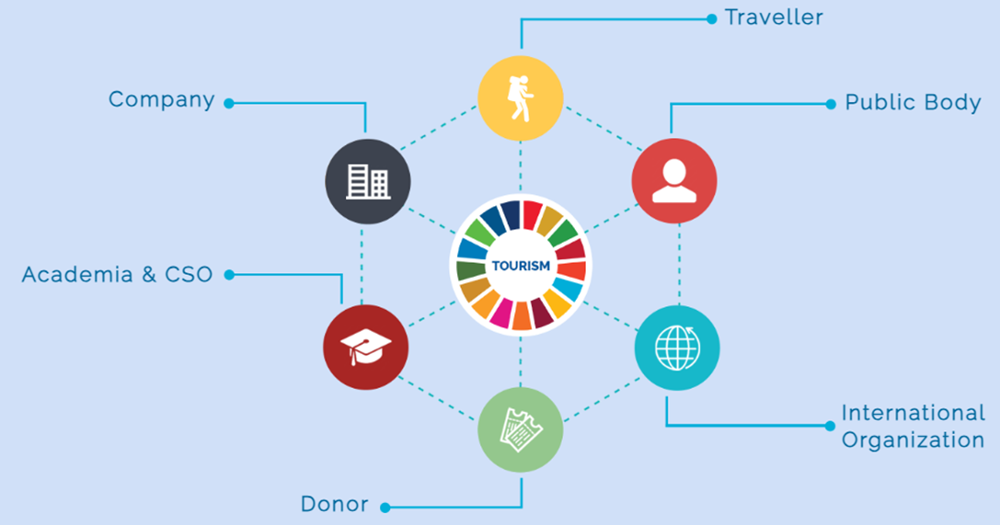 Traveller
Company
Public Body
TOURISM
Academia & CSO
International
Organization
Donor